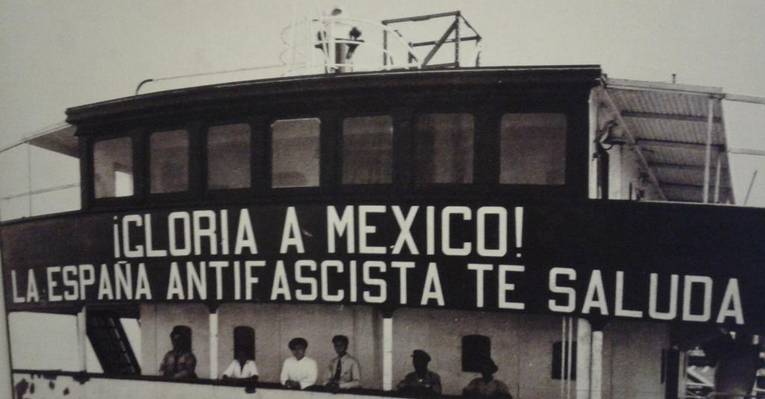 ¡GLORIA A MEXICO!
LA ESPAÑA ANTIFASCISTA TE SALUDA